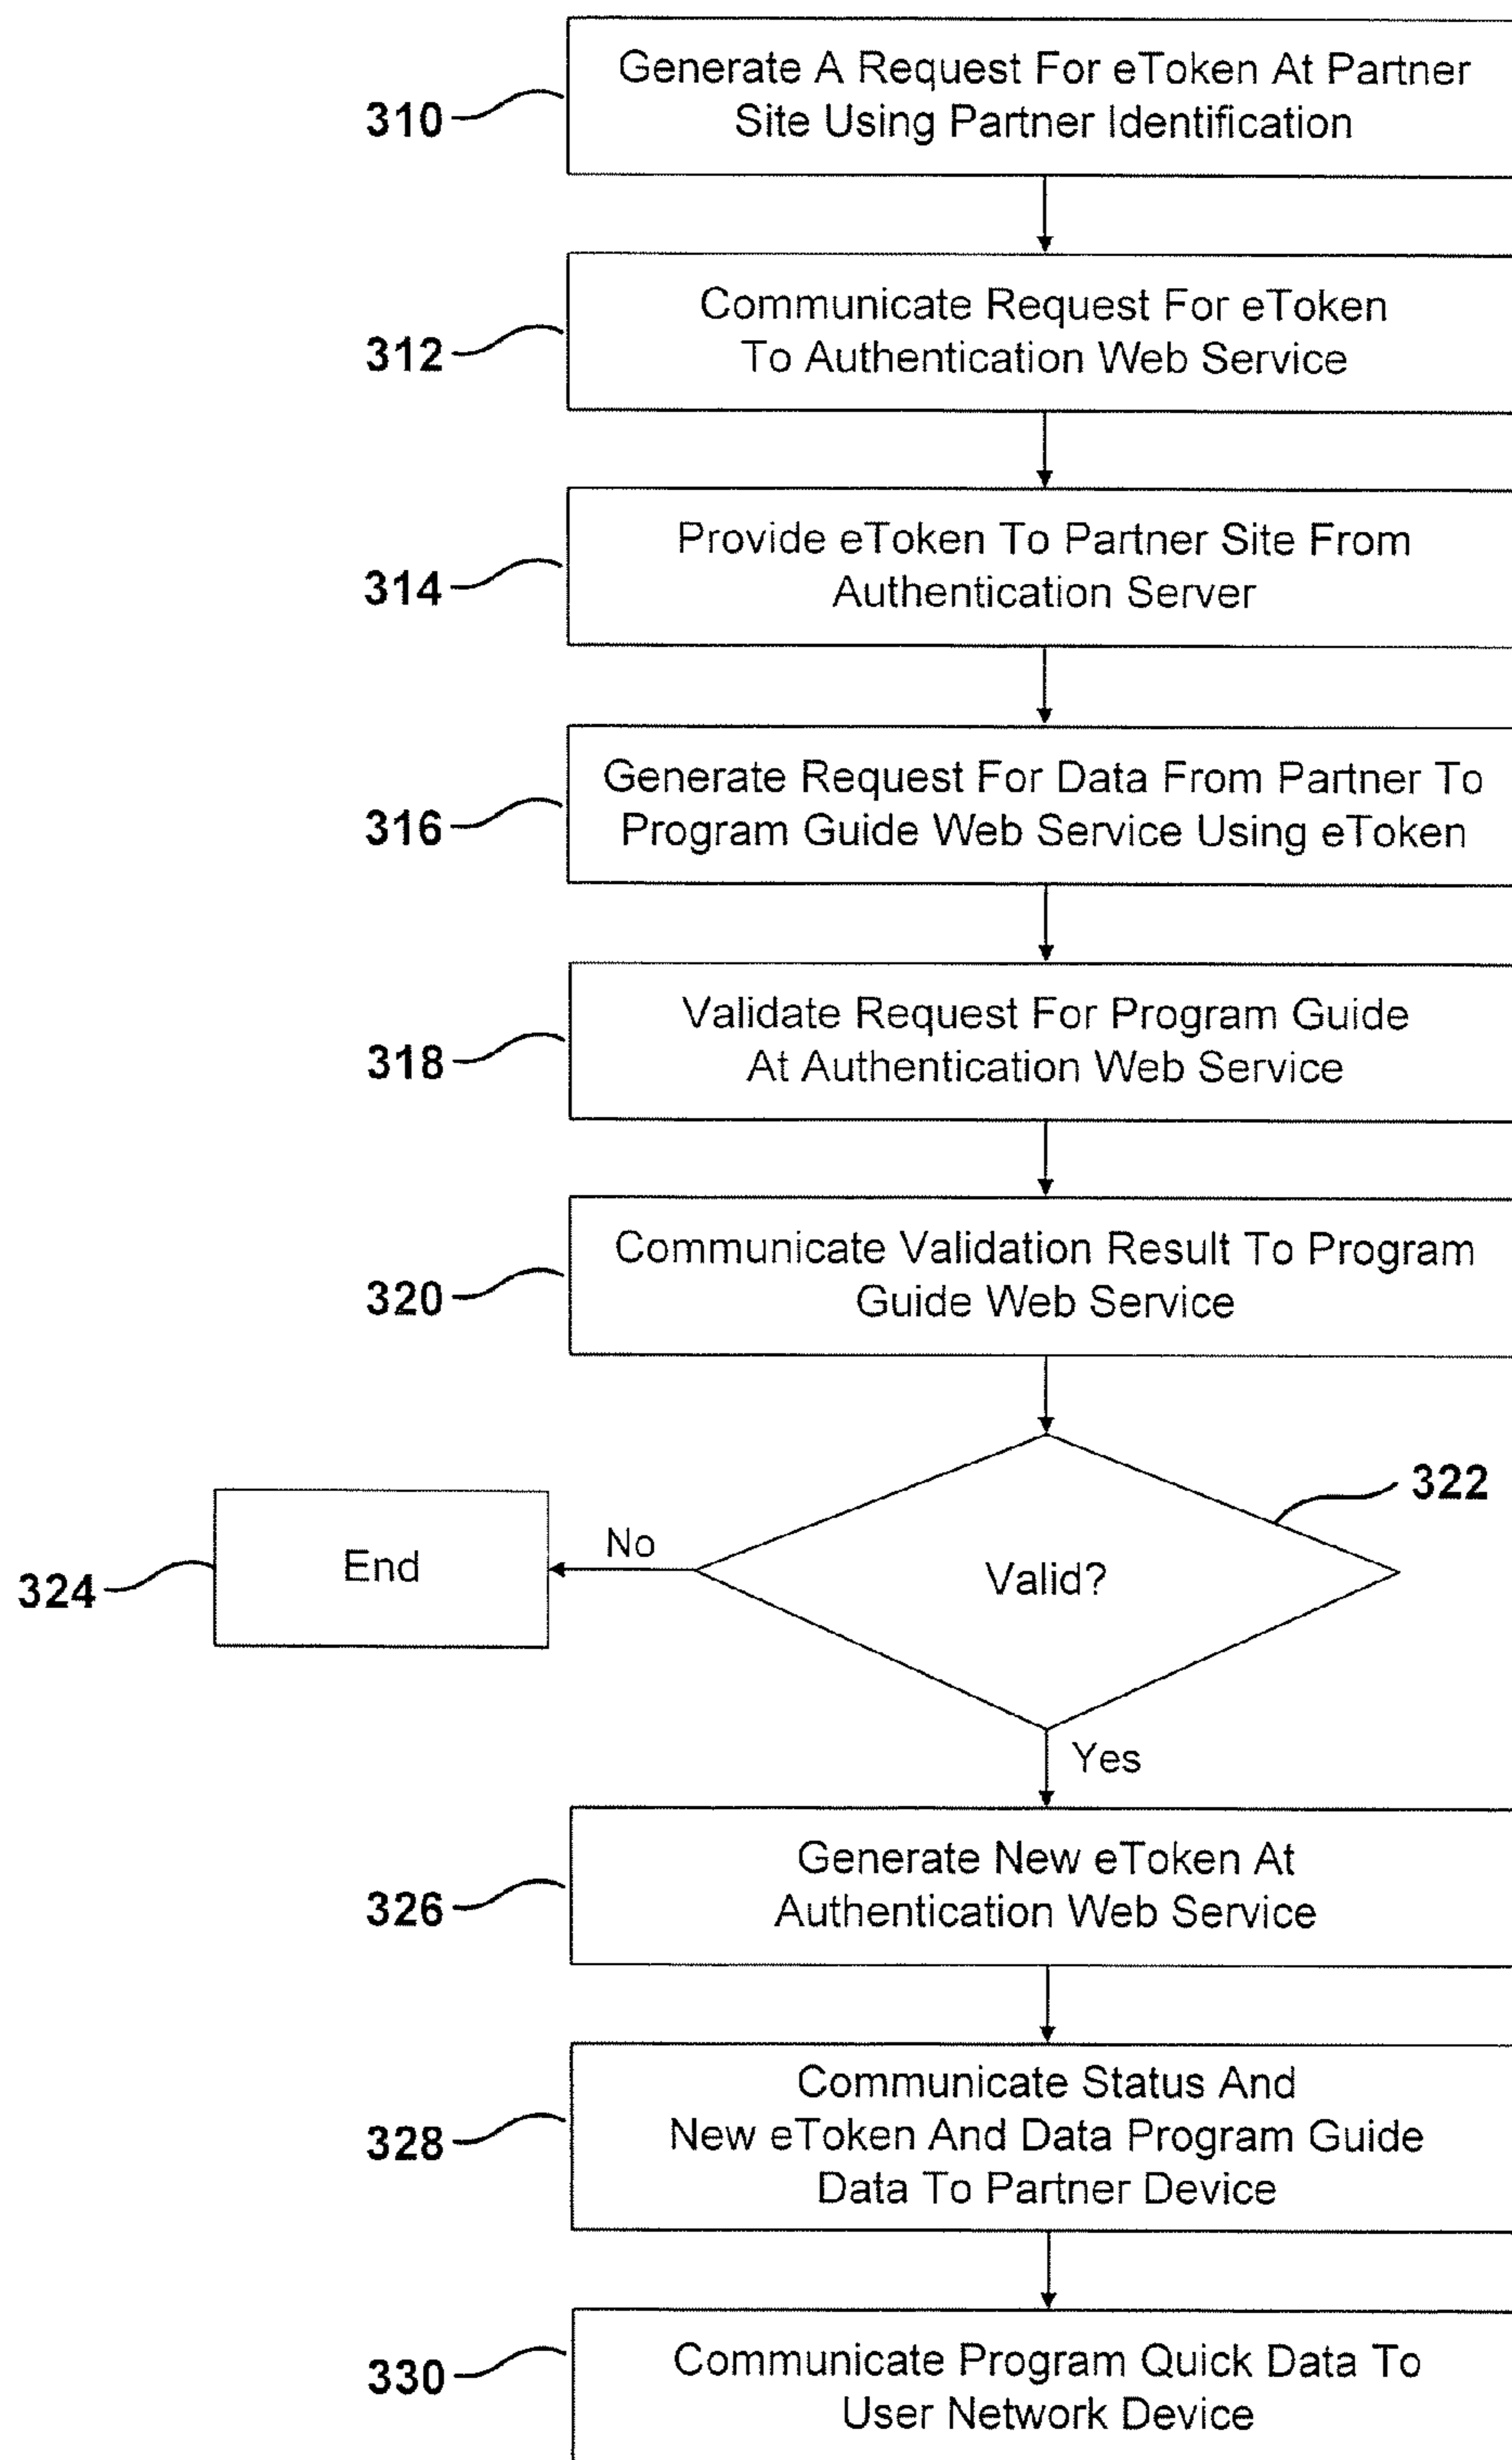 310
Generate A Request For eToken At Partner
Site Using Partner Identification
312
Communicate Request For eToken
To Authentication Web Service
314
Provide eToken To Partner Site From
Authentication Server
316
Generate Request For Data From Partner To
Program Guide Web Service Using eToken
318
Validate Request For Program Guide
At Authentication Web Service
320
Communicate Validation Result To Program
Guide Web Service
322
Valid?
No
End
324
Yes
326
Generate New eToken At
Authentication Web Service
328
Communicate Status And
New eToken And Data Program Guide
Data To Partner Device
330
Communicate Program Quick Data To
User Network Device